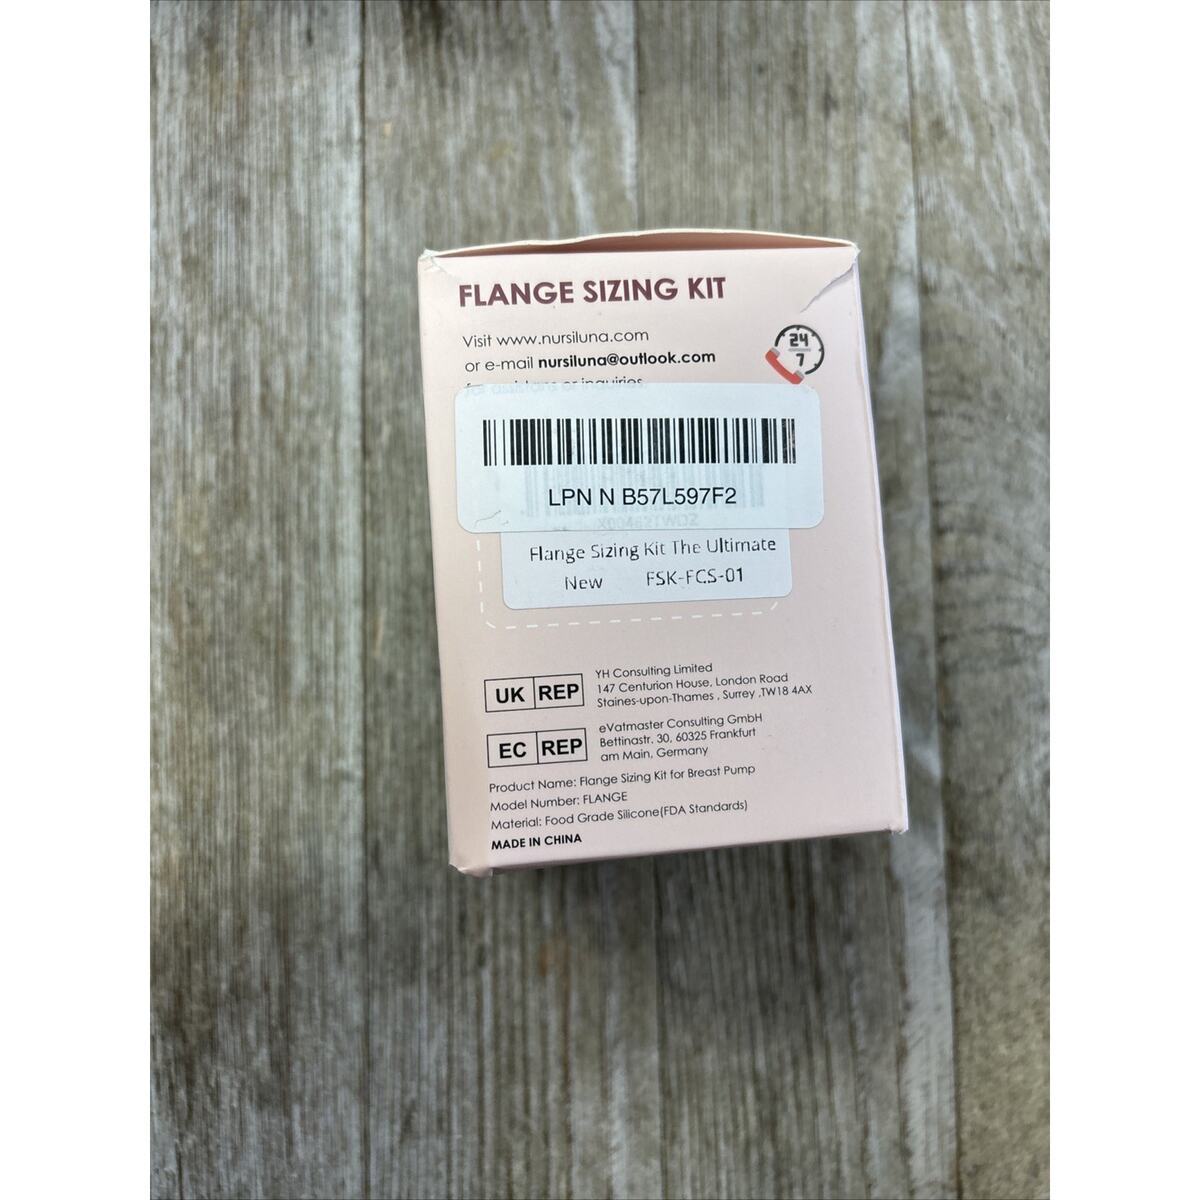 FLANGE SIZING KIT
Visit www.nursiluna.com
or e-mail nursiluna@outlook.com
or inquiries
24
7
LPN N B57L597F2
Flange Sizing Kit The Ultimate
New FSK-FCS-01
UK REP
YH Consulting Limited
147 Centurion House, London Road
Staines-upon-Thames , Surrey ,TW18 4AX
EC REP
eVatmaster Consulting GmbH
Bettinastr. 30, 60325 Frankfurt
am Main, Germany
Product Name: Flange Sizing Kit for Breast Pump
Model Number: FLANGE
Material: Food Grade Silicone(FDA Standards)
MADE IN CHINA